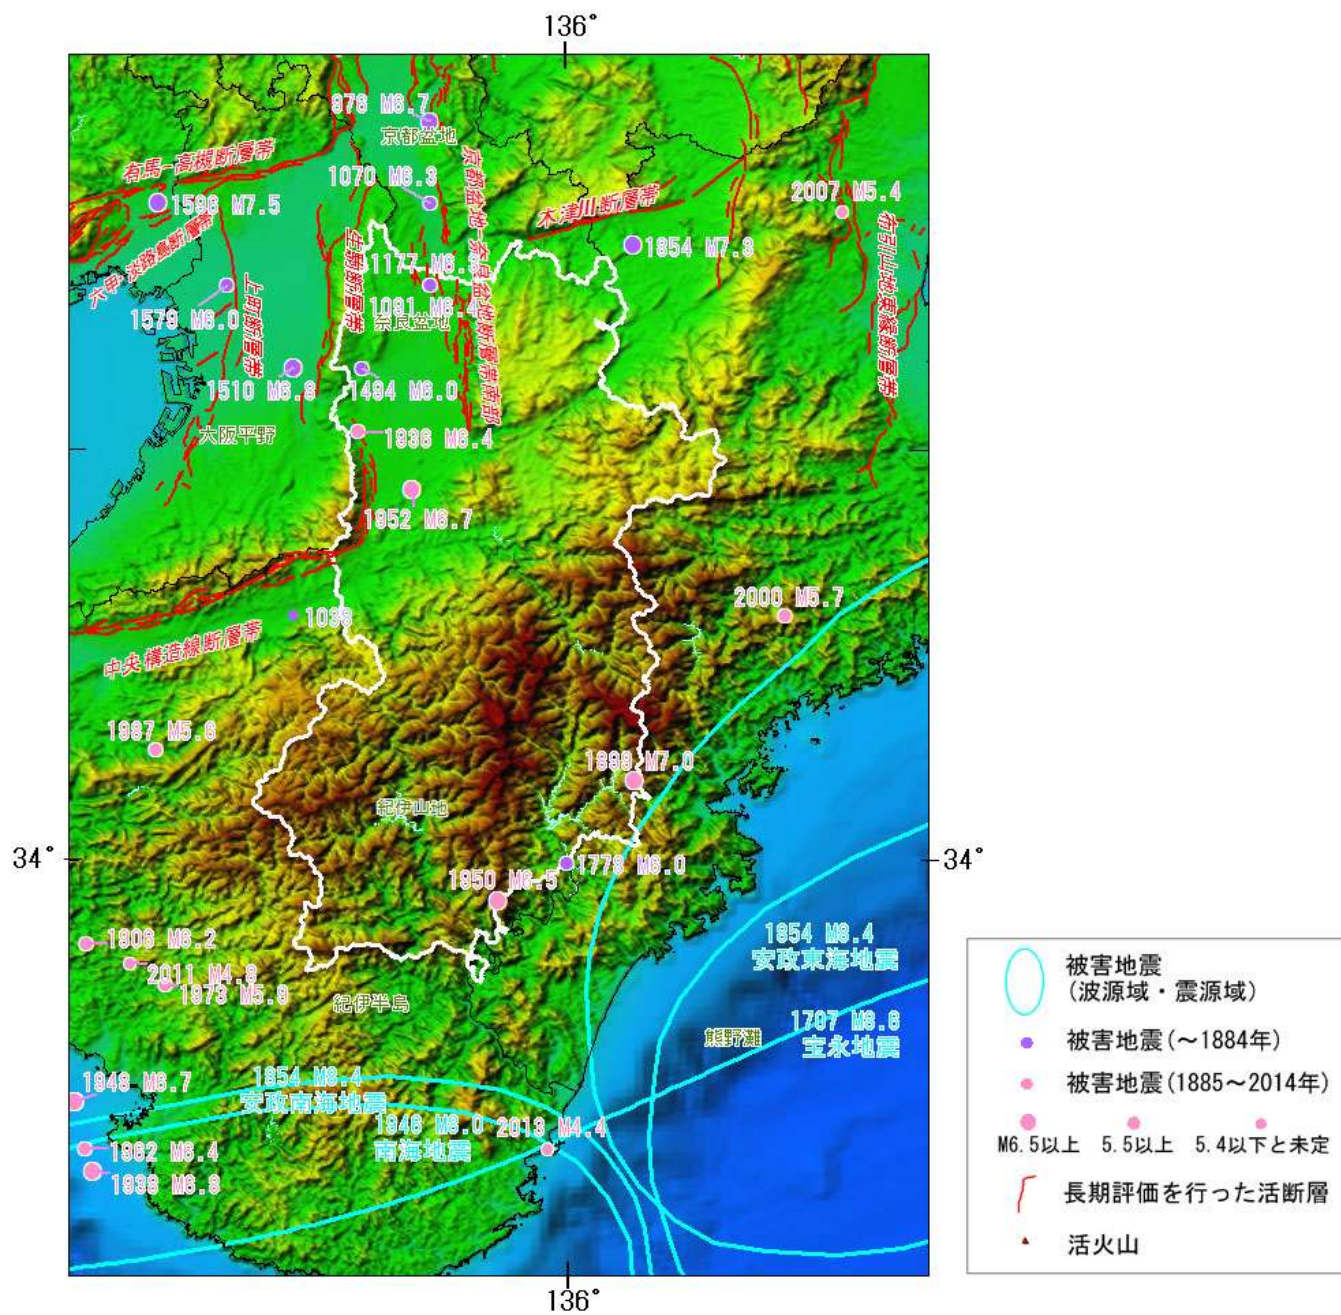 136°
976 M6.7
京都盆地
有馬-高槻断層帯
1070 M6.3
京都盆地-奈良盆地断層帯南部
木津川断層帯
2007 M5.4
1596 M7.5
六甲・淡路島断層帯
生駒断層帯
1854 M7.3
布引山地東縁断層帯
1177 M6.3
1091 M6.4
上町断層帯
1579 M6.0
奈良盆地
1510 M6.8
1494 M6.0
大阪平野
1936 M6.4
1952 M6.7
1038
2000 M5.7
中央構造線断層帯
1987 M5.6
1898 M7.0
紀伊山地
34°
34°
1778 M6.0
1950 M6.5
1906 M6.2
2011 M4.8
1973 M5.9
紀伊半島
1854 M8.4
安政東海地震
1707 M8.6
宝永地震
熊野灘
1948 M6.7
1854 M8.4
安政南海地震
1946 M8.0
南海地震
2013 M4.4
1962 M6.4
1938 M6.8
136°
被害地震
(波源域・震源域)
被害地震(~1884年)
被害地震(1885~2014年)
M6.5以上 5.5以上 5.4以下と未定
長期評価を行った活断層
活火山